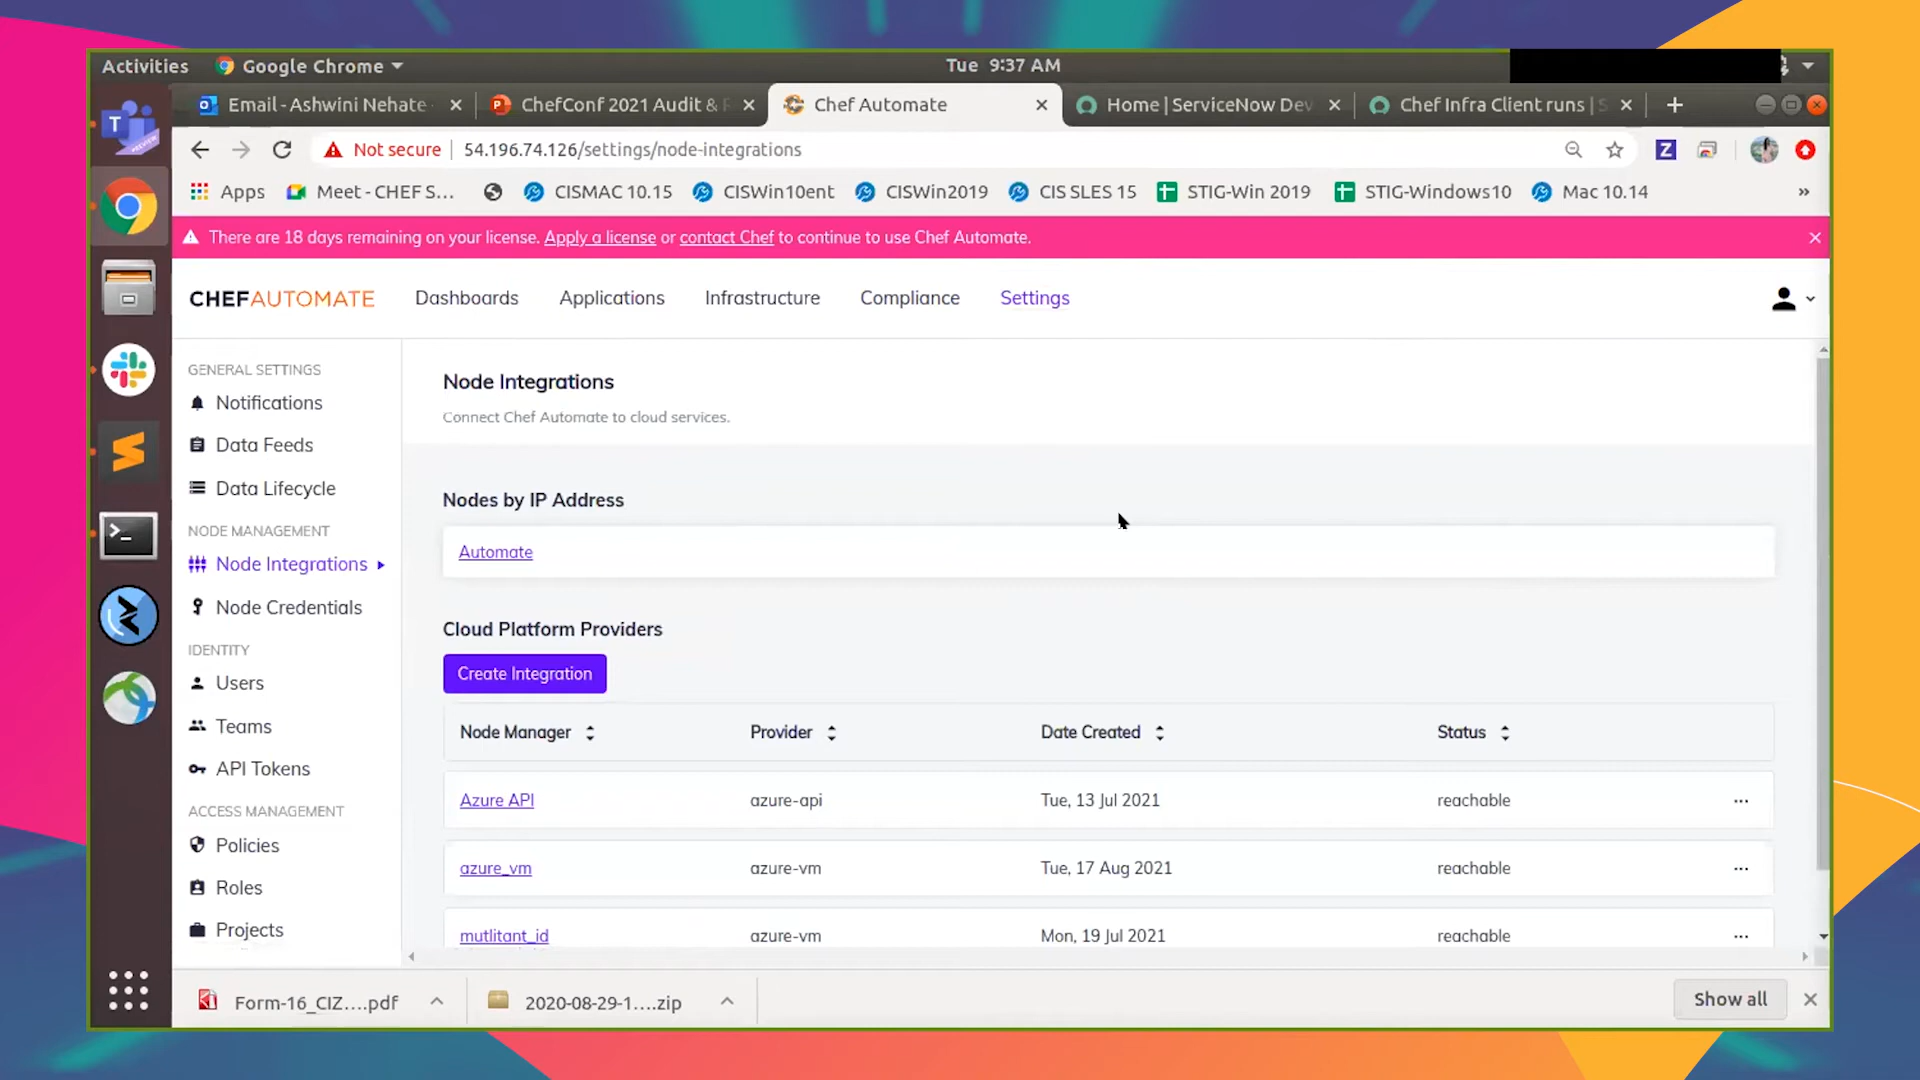 Activities Google Chrome Tue 9:37 AM
Email - Ashwini Nehate ChefConf 2021 Audit & Chef Automate Home | ServiceNow Dev Chef Infra Client runs |
Not secure 54.196.74.126/settings/node-integrations
Apps Meet - CHEF S... CISMAC 10.15 CISWin10ent CISWin2019 CIS SLES 15 STIG-Win 2019 STIG-Windows10 Mac 10.14 »
There are 18 days remaining on your license. Apply a license or contact Chef to continue to use Chef Automate.
CHEFAUTOMATE Dashboards Applications Infrastructure Compliance Settings
GENERAL SETTINGS
Notifications
Data Feeds
Data Lifecycle
NODE MANAGEMENT
Node Integrations
Node Credentials
IDENTITY
Users
Teams
API Tokens
ACCESS MANAGEMENT
Policies
Roles
Projects
Node Integrations
Connect Chef Automate to cloud services.
Nodes by IP Address
Automate
Cloud Platform Providers
Create Integration
Node Manager Provider Date Created Status
Azure API azure-api Tue, 13 Jul 2021 reachable ...
azure_vm azure-vm Tue, 17 Aug 2021 reachable ...
mutlitant_id azure-vm Mon, 19 Jul 2021 reachable ...
Form-16_CIZ....pdf 2020-08-29-1....zip Show all